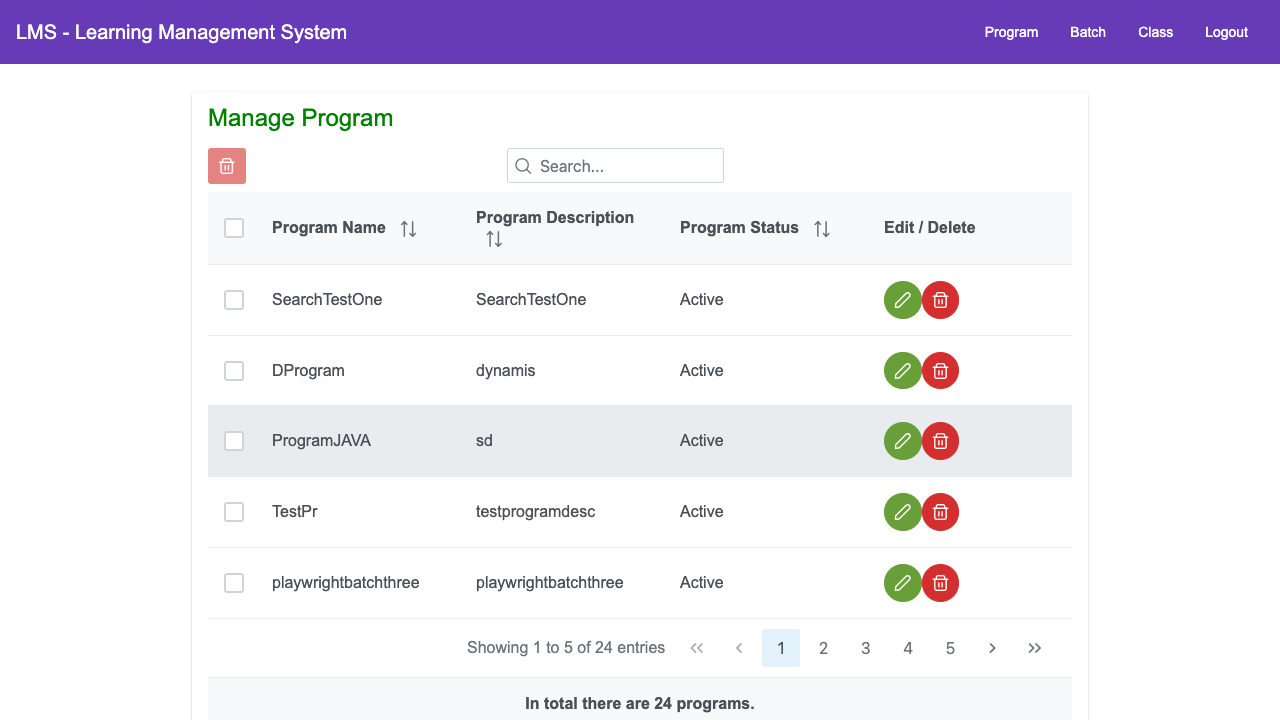 LMS - Learning Management System
Program
Batch
Class
Logout
Manage Program
Search...
Program Name
Program Description
Program Status
Edit / Delete
SearchTestOne
SearchTestOne
Active
DProgram
dynamis
Active
ProgramJAVA
sd
Active
TestPr
testprogramdesc
Active
playwrightbatchthree
playwrightbatchthree
Active
Showing 1 to 5 of 24 entries
1
2
3
4
5
In total there are 24 programs.